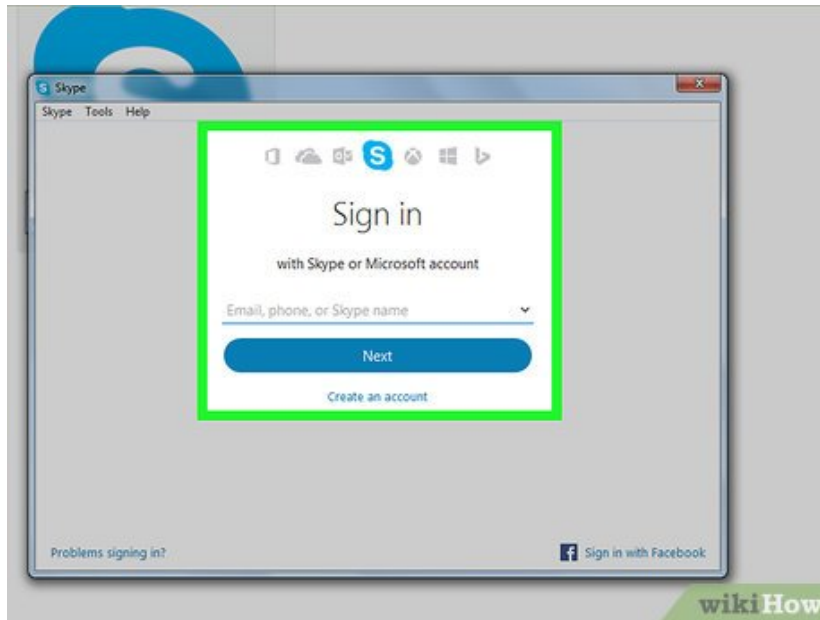 Skype
Skype Tools Help
Sign in
with Skype or Microsoft account
Email, phone, or Skype name
Next
Create an account
Problems signing in?
Sign in with Facebook
wikiHow